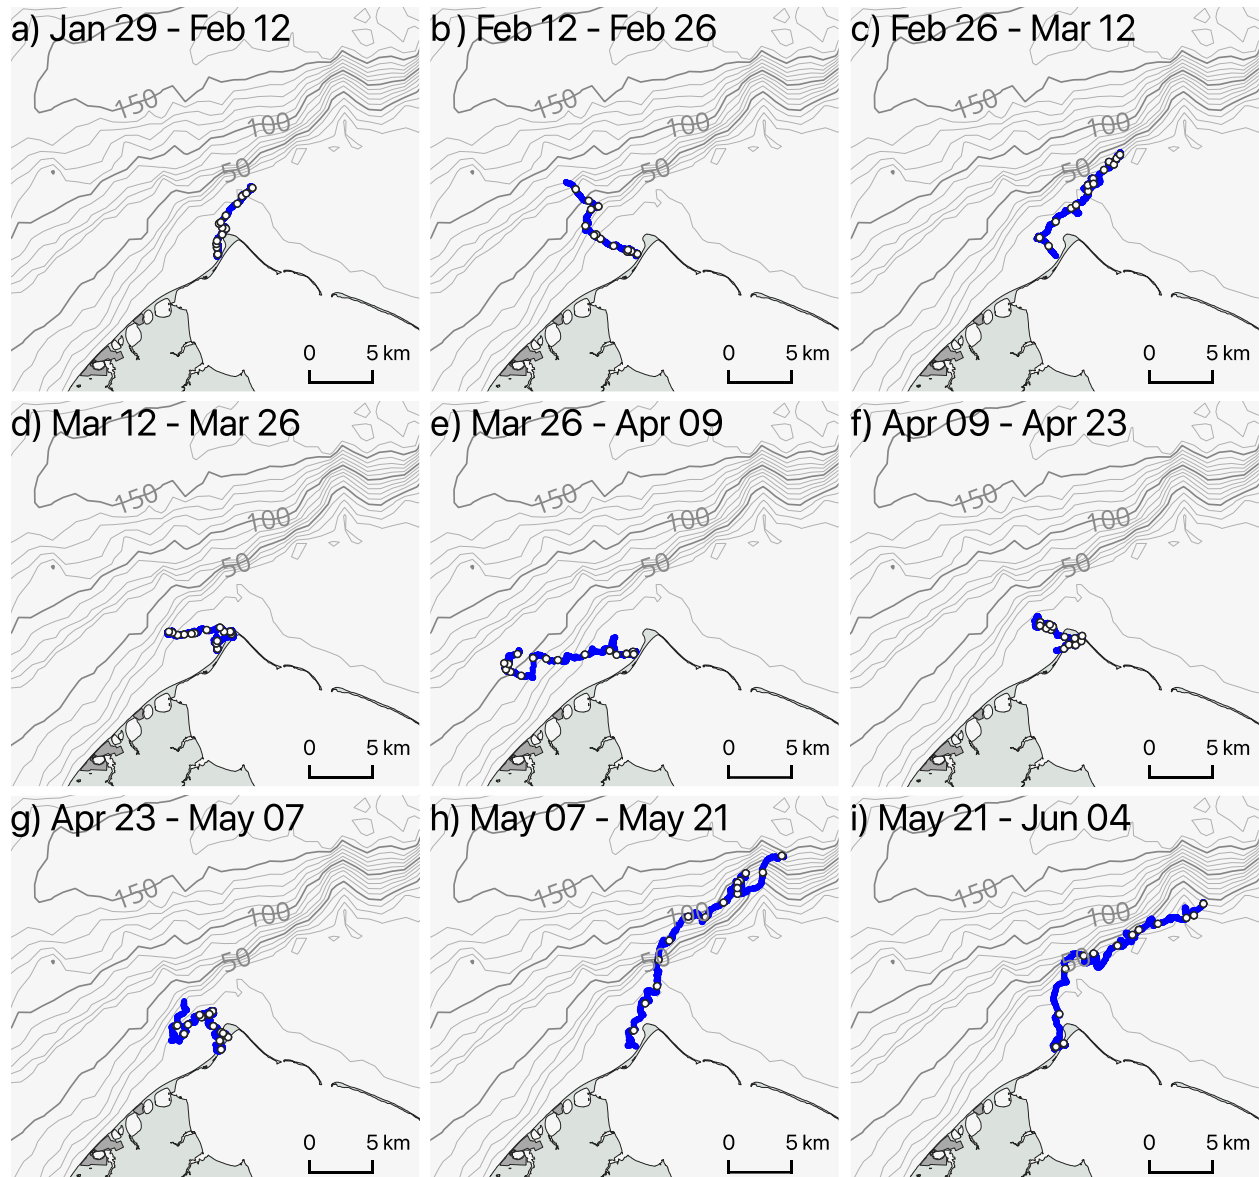 a) Jan 29 - Feb 12
150
100
50
0 5 km
b) Feb 12 - Feb 26
150
100
50
0 5 km
c) Feb 26 - Mar 12
150
100
50
0 5 km
d) Mar 12 - Mar 26
150
100
50
0 5 km
e) Mar 26 - Apr 09
150
100
50
0 5 km
f) Apr 09 - Apr 23
150
100
50
0 5 km
g) Apr 23 - May 07
150
100
50
0 5 km
h) May 07 - May 21
150
100
50
0 5 km
i) May 21 - Jun 04
150
100
50
0 5 km